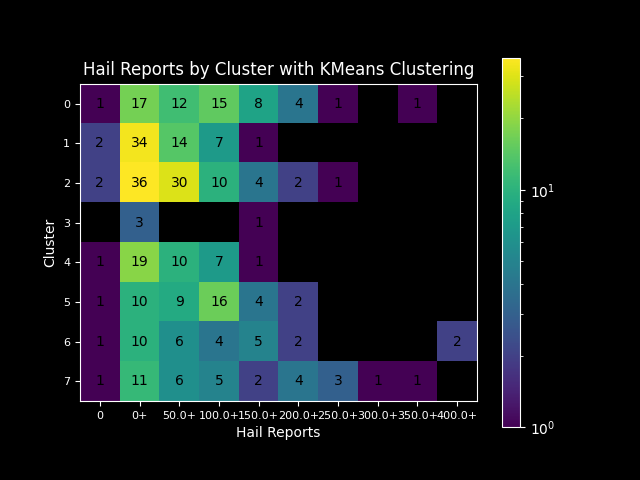 Hail Reports by Cluster with KMeans Clustering
0 1 17 12 15 8 4 1 1
1 2 34 14 7 1
2 2 36 30 10 4 2 1
3 3 1
4 1 19 10 7 1
5 1 10 9 16 4 2
6 1 10 6 4 5 2 2
7 1 11 6 5 2 4 3 1 1
0 0+ 50.0+ 100.0+ 150.0+ 200.0+ 250.0+ 300.0+ 350.0+ 400.0+
Hail Reports
Cluster
10¹
10⁰